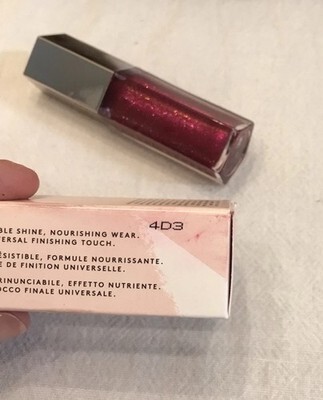 BLE SHINE, NOURISHING WEAR.
ERSAL FINISHING TOUCH.
4D3
ÉSISTIBLE, FORMULE NOURRISSANTE.
E DE FINITION UNIVERSELLE.
RINUNCIABILE, EFFETTO NUTRIENTE.
OCCO FINALE UNIVERSALE.